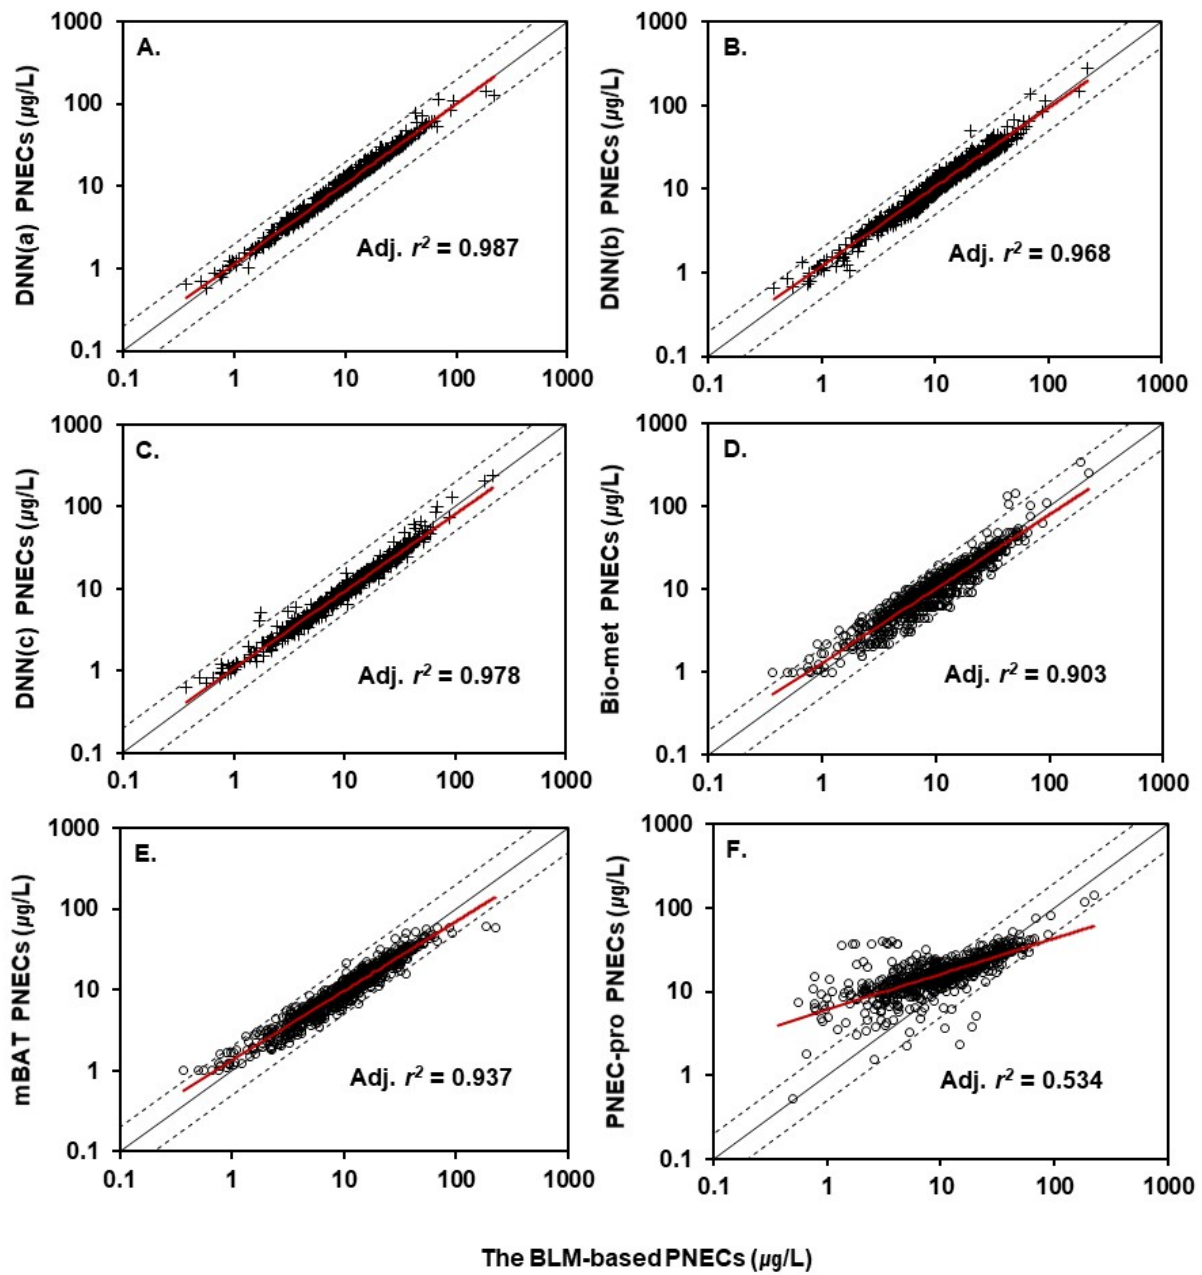 A.
DNN(a) PNECs (µg/L)
1000
100
10
1
0.1
Adj. r² = 0.987
0.1 1 10 100 1000
B.
DNN(b) PNECs (µg/L)
1000
100
10
1
0.1
Adj. r² = 0.968
0.1 1 10 100 1000
C.
DNN(c) PNECs (µg/L)
1000
100
10
1
0.1
Adj. r² = 0.978
0.1 1 10 100 1000
D.
Bio-met PNECs (µg/L)
1000
100
10
1
0.1
Adj. r² = 0.903
0.1 1 10 100 1000
E.
mBAT PNECs (µg/L)
1000
100
10
1
0.1
Adj. r² = 0.937
0.1 1 10 100 1000
F.
PNEC-pro PNECs (µg/L)
1000
100
10
1
0.1
Adj. r² = 0.534
0.1 1 10 100 1000
The BLM-based PNECs (µg/L)